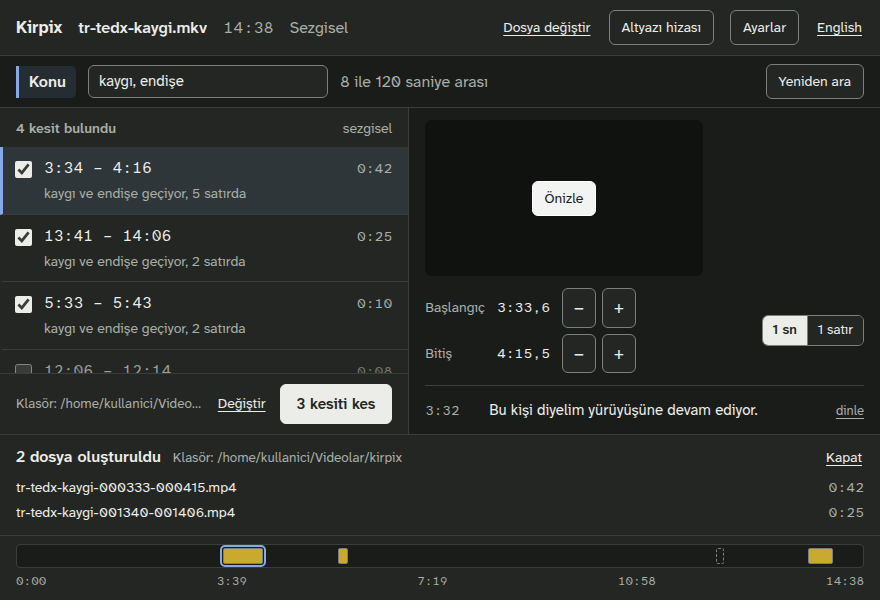 Kirpix tr-tedx-kaygi.mkv 14:38 Sezgisel Dosya değiştir Altyazı hizası Ayarlar English
Konu kaygı, endişe 8 ile 120 saniye arası Yeniden ara
4 kesit bulundu sezgisel
3:34 – 4:16 0:42
kaygı ve endişe geçiyor, 5 satırda
13:41 – 14:06 0:25
kaygı ve endişe geçiyor, 2 satırda
5:33 – 5:43 0:10
kaygı ve endişe geçiyor, 2 satırda
12:06 – 12:14 0:08
Klasör: /home/kullanici/Video... Değiştir 3 kesiti kes
Önizle
Başlangıç 3:33,6 − +
Bitiş 4:15,5 − +
1 sn 1 satır
3:32 Bu kişi diyelim yürüyüşüne devam ediyor. dinle
2 dosya oluşturuldu Klasör: /home/kullanici/Videolar/kirpix Kapat
tr-tedx-kaygi-000333-000415.mp4 0:42
tr-tedx-kaygi-001340-001406.mp4 0:25
0:00 3:39 7:19 10:58 14:38